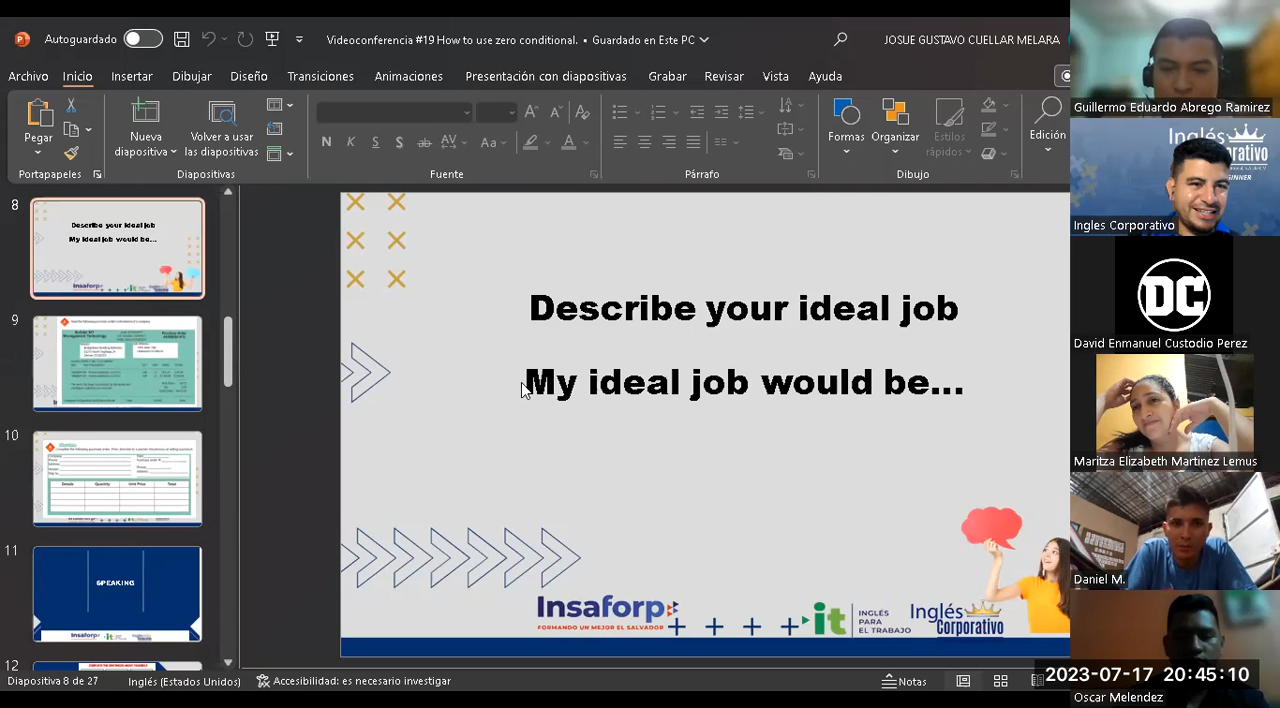 Autoguardado
Videoconferencia #19 How to use zero conditional. • Guardado en Este PC
JOSUE GUSTAVO CUELLAR MELARA
Archivo Inicio Insertar Dibujar Diseño Transiciones Animaciones Presentación con diapositivas Grabar Revisar Vista Ayuda
Pegar
Nueva diapositiva
Volver a usar las diapositivas
N K S S ab AV Aa A
Formas Organizar Estilos rápidos Edición
Portapapeles Diapositivas Fuente Párrafo Dibujo
8
Describe your ideal job
My ideal job would be...
9
10
11
SPEAKING
12
Describe your ideal job
My ideal job would be...
Insaforp
FORMANDO UN MEJOR EL SALVADOR
it
INGLÉS
PARA
EL TRABAJO
Inglés
Corporativo
Diapositiva 8 de 27
Inglés (Estados Unidos)
Accesibilidad: es necesario investigar
Notas
Guillermo Eduardo Abrego Ramirez
Inglés
Ingles Corporativo
DC
David Enmanuel Custodio Perez
Maritza Elizabeth Martinez Lemus
Daniel M.
2023-07-17 20:45:10
Oscar Melendez